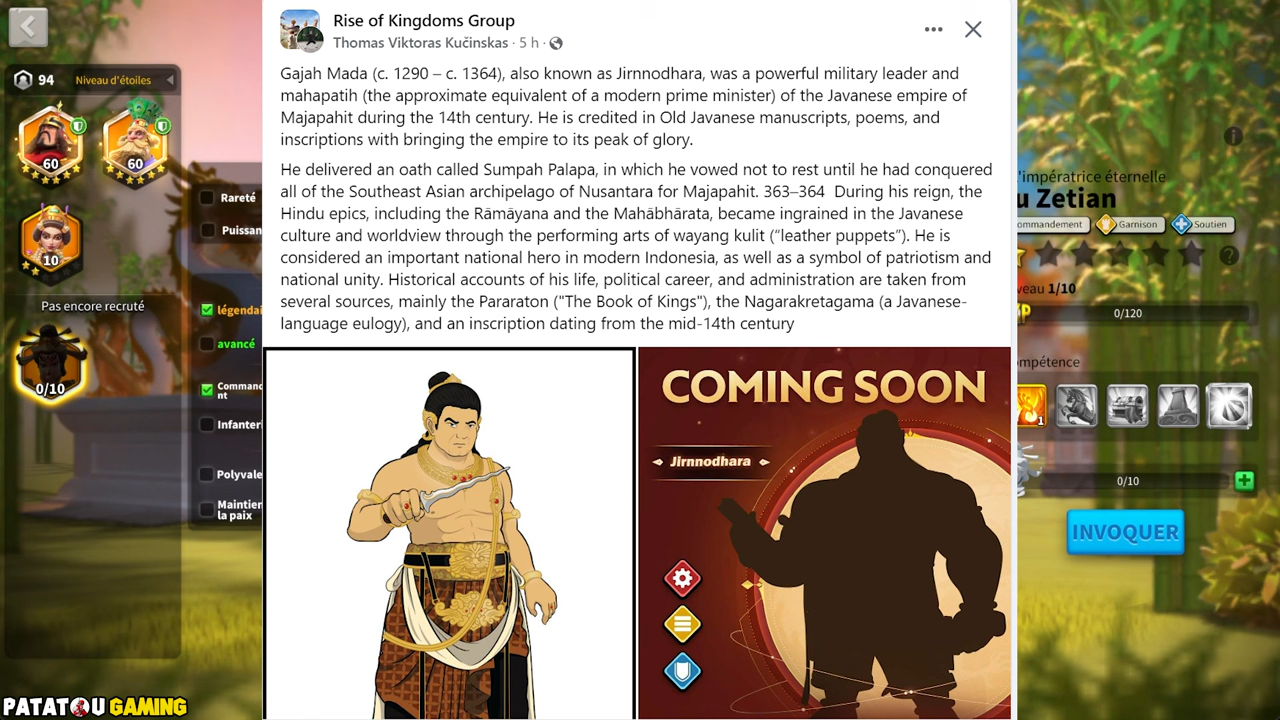 94 Niveau d'étoiles
60
60
10
Pas encore recruté
0/10
Rareté
Puissan
légendai
avancé
Command
nt
Infanter
Polyvale
Maintien
la paix
PATATOU GAMING
Rise of Kingdoms Group
Thomas Viktoras Kučinskas · 5 h ·
Gajah Mada (c. 1290 – c. 1364), also known as Jirnnodhara, was a powerful military leader and
mahapatih (the approximate equivalent of a modern prime minister) of the Javanese empire of
Majapahit during the 14th century. He is credited in Old Javanese manuscripts, poems, and
inscriptions with bringing the empire to its peak of glory.
He delivered an oath called Sumpah Palapa, in which he vowed not to rest until he had conquered
all of the Southeast Asian archipelago of Nusantara for Majapahit. 363–364 During his reign, the
Hindu epics, including the Rāmāyana and the Mahābhārata, became ingrained in the Javanese
culture and worldview through the performing arts of wayang kulit (“leather puppets”). He is
considered an important national hero in modern Indonesia, as well as a symbol of patriotism and
national unity. Historical accounts of his life, political career, and administration are taken from
several sources, mainly the Pararaton ("The Book of Kings"), the Nagarakretagama (a Javanese-
language eulogy), and an inscription dating from the mid-14th century
COMING SOON
Jirnnodhara
'impératrice éternelle
u Zetian
ommandement Garnison Soutien
veau 1/10
0/120
ompétence
1
0/10
INVOQUER